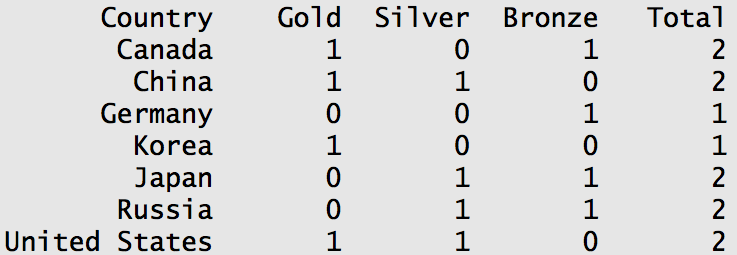 Country Gold Silver Bronze Total
Canada 1 0 1 2
China 1 1 0 2
Germany 0 0 1 1
Korea 1 0 0 1
Japan 0 1 1 2
Russia 0 1 1 2
United States 1 1 0 2